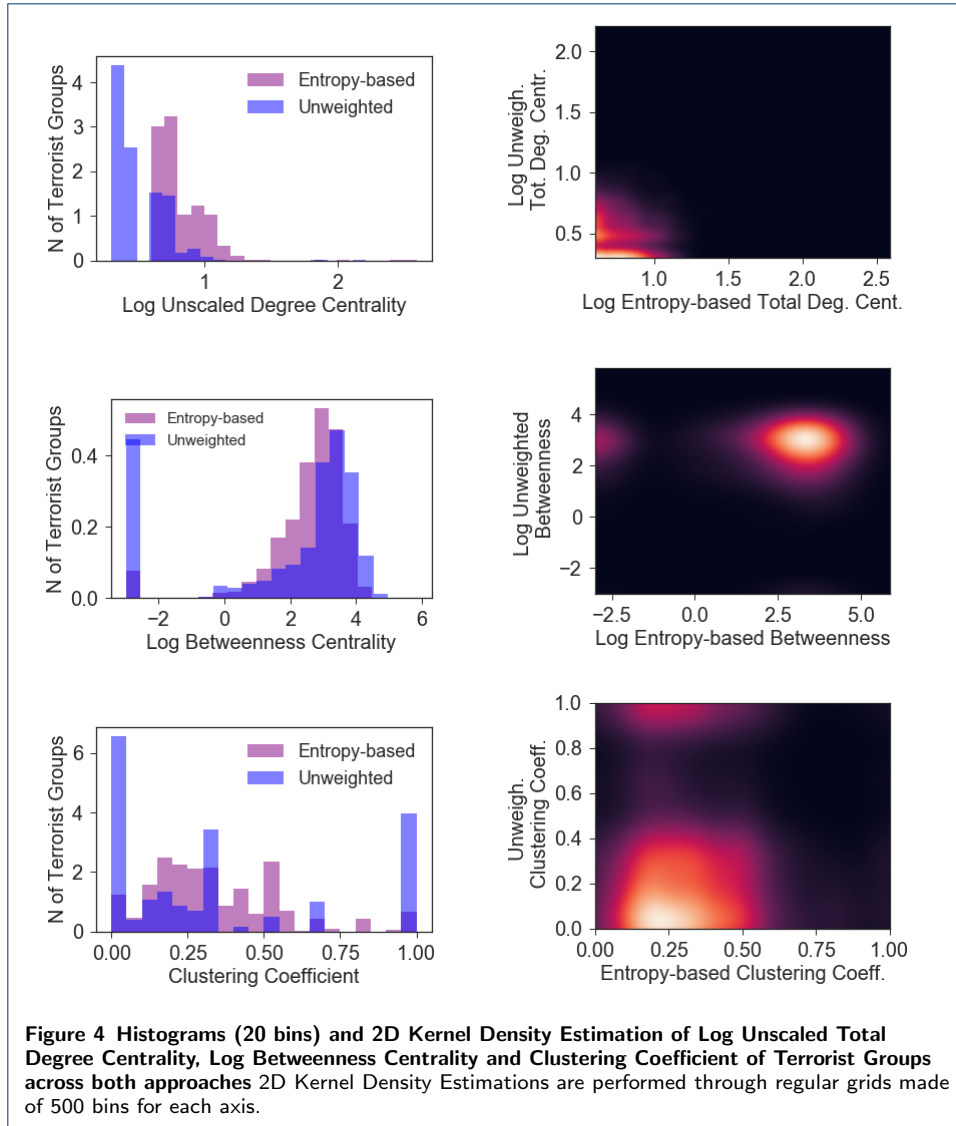 4
3
2
1
0
N of Terrorist Groups
Entropy-based
Unweighted
1
2
Log Unscaled Degree Centrality
2.0
1.5
1.0
0.5
Log Unweigh.
Tot. Deg. Centr.
1.0
1.5
2.0
2.5
Log Entropy-based Total Deg. Cent.
0.4
0.2
0.0
N of Terrorist Groups
Entropy-based
Unweighted
−2
0
2
4
6
Log Betweenness Centrality
4
2
0
−2
Log Unweighted
Betweenness
−2.5
0.0
2.5
5.0
Log Entropy-based Betweenness
6
4
2
0
N of Terrorist Groups
Entropy-based
Unweighted
0.00
0.25
0.50
0.75
1.00
Clustering Coefficient
1.0
0.8
0.6
0.4
0.2
0.0
Unweigh.
Clustering Coeff.
0.00
0.25
0.50
0.75
1.00
Entropy-based Clustering Coeff.
Figure 4 Histograms (20 bins) and 2D Kernel Density Estimation of Log Unscaled Total
Degree Centrality, Log Betweenness Centrality and Clustering Coefficient of Terrorist Groups
across both approaches 2D Kernel Density Estimations are performed through regular grids made
of 500 bins for each axis.